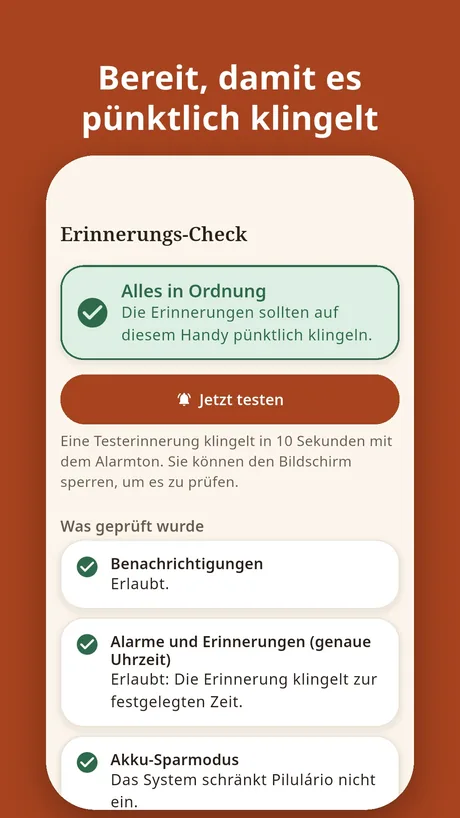 Bereit, damit es
pünktlich klingelt
Erinnerungs-Check
Alles in Ordnung
Die Erinnerungen sollten auf
diesem Handy pünktlich klingeln.
Jetzt testen
Eine Testerinnerung klingelt in 10 Sekunden mit
dem Alarmton. Sie können den Bildschirm
sperren, um es zu prüfen.
Was geprüft wurde
Benachrichtigungen
Erlaubt.
Alarme und Erinnerungen (genaue
Uhrzeit)
Erlaubt: Die Erinnerung klingelt zur
festgelegten Zeit.
Akku-Sparmodus
Das System schränkt Pilulário nicht
ein.